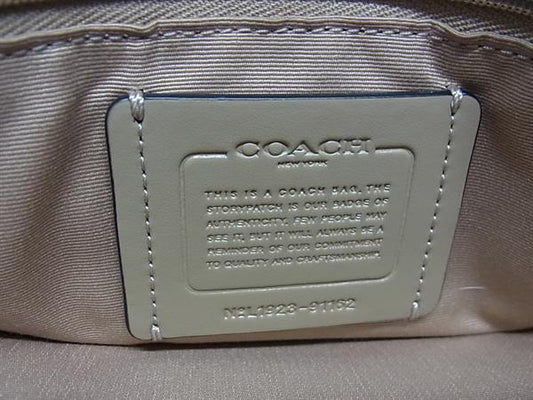 COACH
NEW YORK
THIS IS A COACH BAG. THE
STORYPATCH IS OUR BADGE OF
AUTHENTICITY. FEW PEOPLE MAY
SEE IT, BUT IT WILL ALWAYS BE A
REMINDER OF OUR COMMITMENT
TO QUALITY AND CRAFTSMANSHIP.
N&L1923-91152